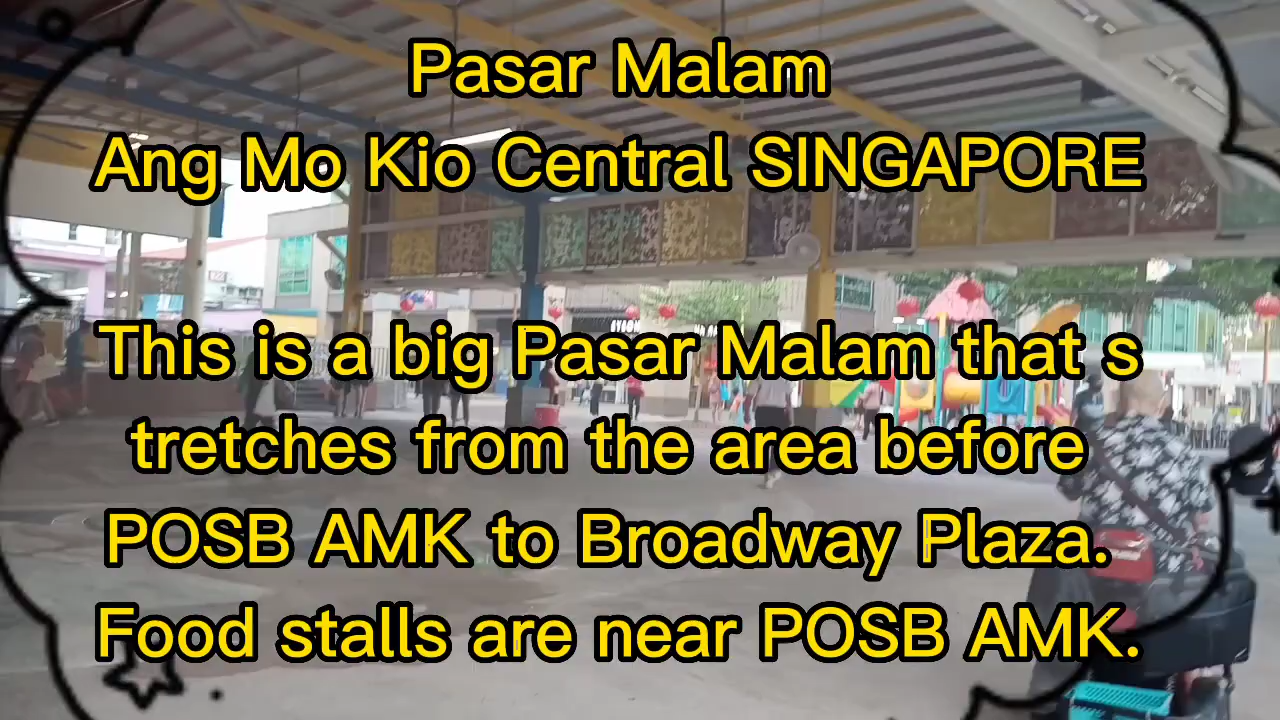 Pasar Malam
Ang Mo Kio Central SINGAPORE
This is a big Pasar Malam that s
tretches from the area before
POSB AMK to Broadway Plaza.
Food stalls are near POSB AMK.